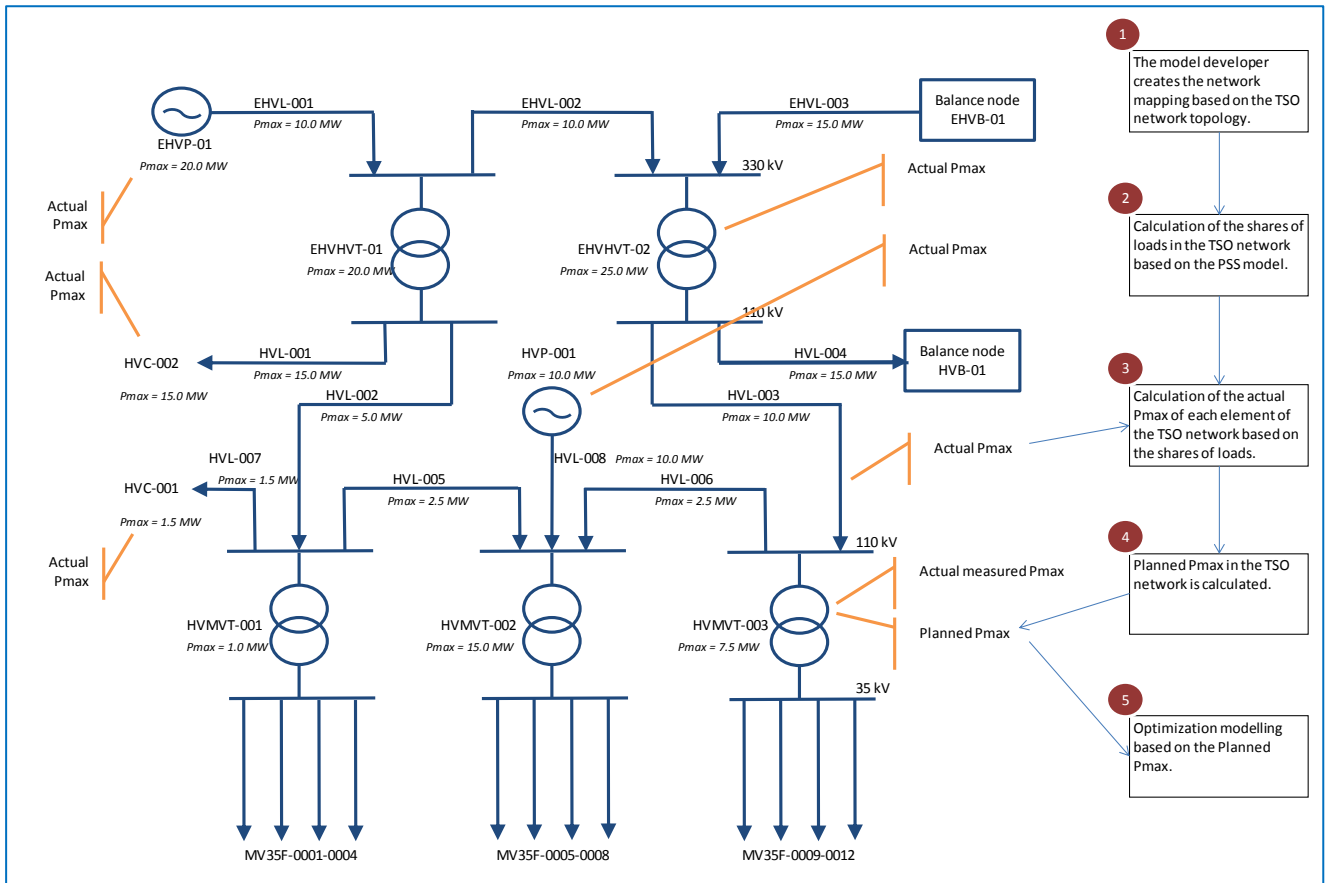 EHVL-001
Pmax = 10.0 MW
EHVL-002
Pmax = 10.0 MW
EHVL-003
Pmax = 15.0 MW
Balance node
EHVB-01
EHVP-01
Pmax = 20.0 MW
330 kV
Actual
Pmax
Actual Pmax
EHVHVT-01
Pmax = 20.0 MW
EHVHVT-02
Pmax = 25.0 MW
Actual Pmax
Actual
Pmax
110 kV
HVC-002
Pmax = 15.0 MW
HVL-001
Pmax = 15.0 MW
HVL-002
Pmax = 5.0 MW
HVP-001
Pmax = 10.0 MW
HVL-004
Pmax = 15.0 MW
Balance node
HVB-01
HVL-003
Pmax = 10.0 MW
HVL-007
Pmax = 1.5 MW
HVC-001
Pmax = 1.5 MW
HVL-005
Pmax = 2.5 MW
HVL-008
Pmax = 10.0 MW
HVL-006
Pmax = 2.5 MW
Actual Pmax
Actual
Pmax
110 kV
HVMVT-001
Pmax = 1.0 MW
HVMVT-002
Pmax = 15.0 MW
HVMVT-003
Pmax = 7.5 MW
Actual measured Pmax
Planned Pmax
35 kV
MV35F-0001-0004
MV35F-0005-0008
MV35F-0009-0012
1
The model developer
creates the network
mapping based on the TSO
network topology.
2
Calculation of the shares of
loads in the TSO network
based on the PSS model.
3
Calculation of the actual
Pmax of each element of
the TSO network based on
the shares of loads.
4
Planned Pmax in the TSO
network is calculated.
5
Optimization modelling
based on the Planned
Pmax.